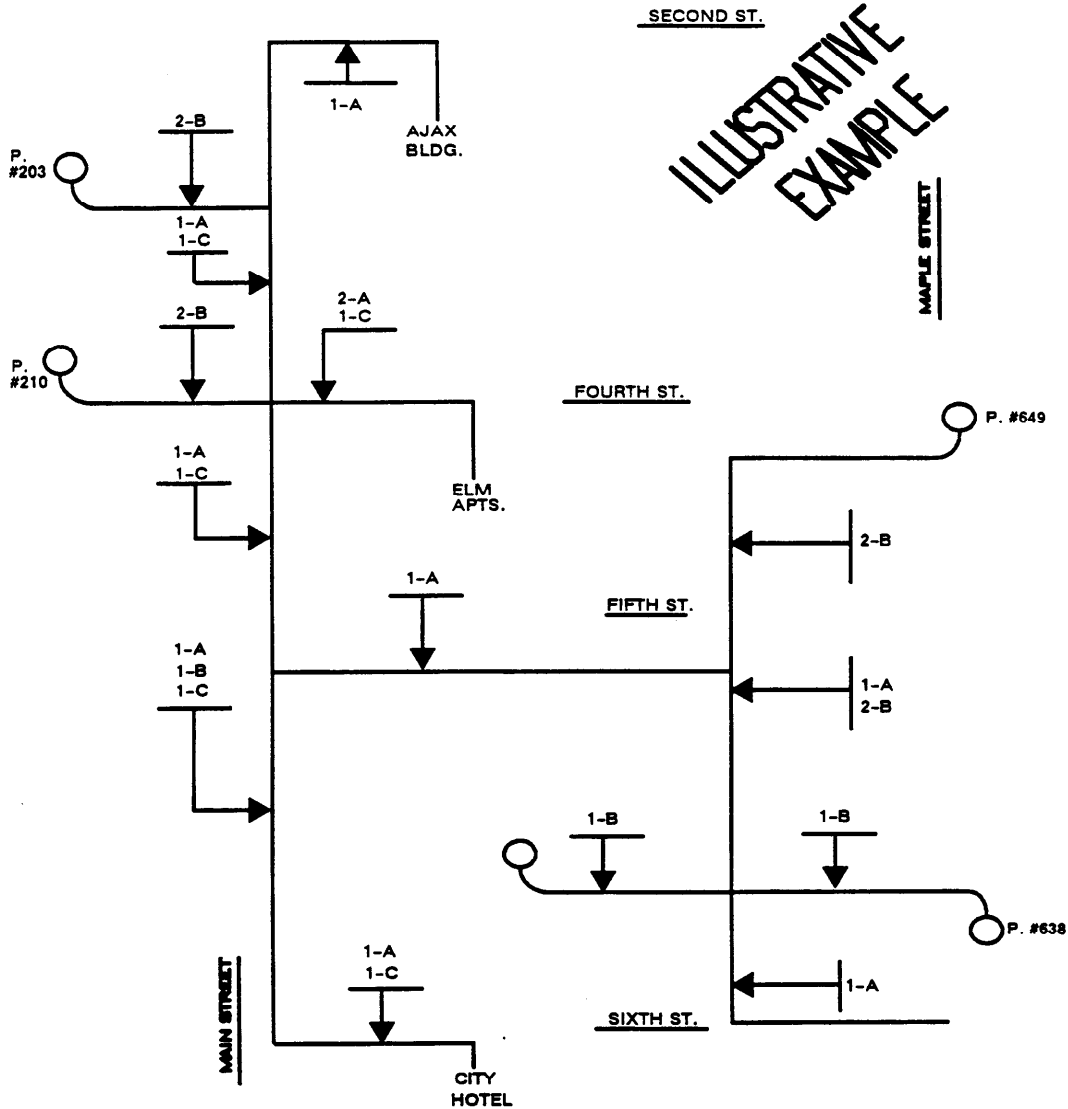 SECOND ST.
ILLUSTRATIVE
EXAMPLE
1-A
AJAX
BLDG.
2-B
P.
#203
1-A
1-C
MAPLE STREET
2-B
2-A
1-C
P.
#210
FOURTH ST.
P. #649
1-A
1-C
ELM
APTS.
2-B
1-A
FIFTH ST.
1-A
1-B
1-C
1-A
2-B
1-B
1-B
P. #638
1-A
1-C
1-A
MAIN STREET
SIXTH ST.
CITY
HOTEL